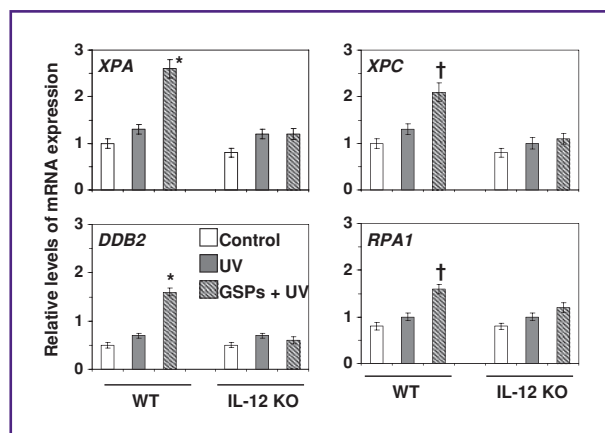 Relative levels of mRNA expression
XPA
3
2
1
0
*
XPC
3
2
1
0
†
DDB2
3
2
1
0
*
Control
UV
GSPs + UV
RPA1
3
2
1
0
†
WT
IL-12 KO
WT
IL-12 KO